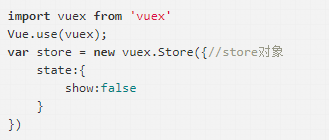 import vuex from 'vuex'
Vue.use(vuex);
var store = new vuex.Store({//store对象
    state:{
        show:false
    }
})